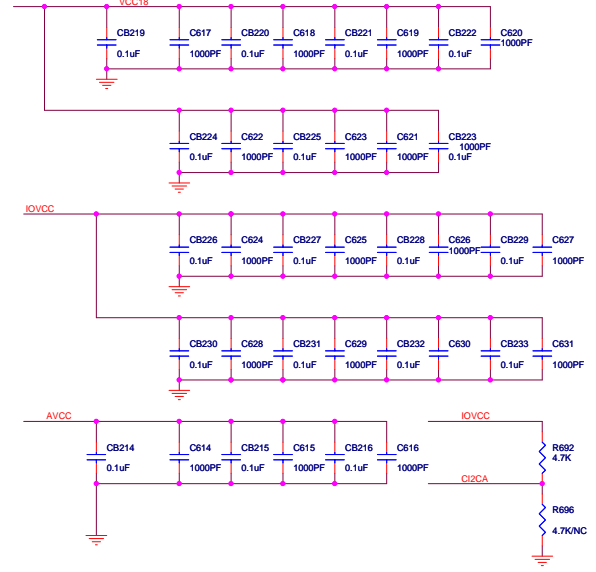 VCC18
CB219 C617 CB220 C618 CB221 C619 CB222 C620
0.1uF 1000PF 0.1uF 1000PF 0.1uF 1000PF 0.1uF 1000PF
CB224 C622 CB225 C623 C621 CB223
0.1uF 1000PF 0.1uF 1000PF 1000PF 1000PF
0.1uF
IOVCC
CB226 C624 CB227 C625 CB228 C626 CB229 C627
0.1uF 1000PF 0.1uF 1000PF 0.1uF 1000PF 0.1uF 1000PF
CB230 C628 CB231 C629 CB232 C630 CB233 C631
0.1uF 1000PF 0.1uF 1000PF 0.1uF 0.1uF 1000PF
AVCC IOVCC
CB214 C614 CB215 C615 CB216 C616 R692
0.1uF 1000PF 0.1uF 1000PF 0.1uF 1000PF 4.7K
CI2CA
R696
4.7K/NC